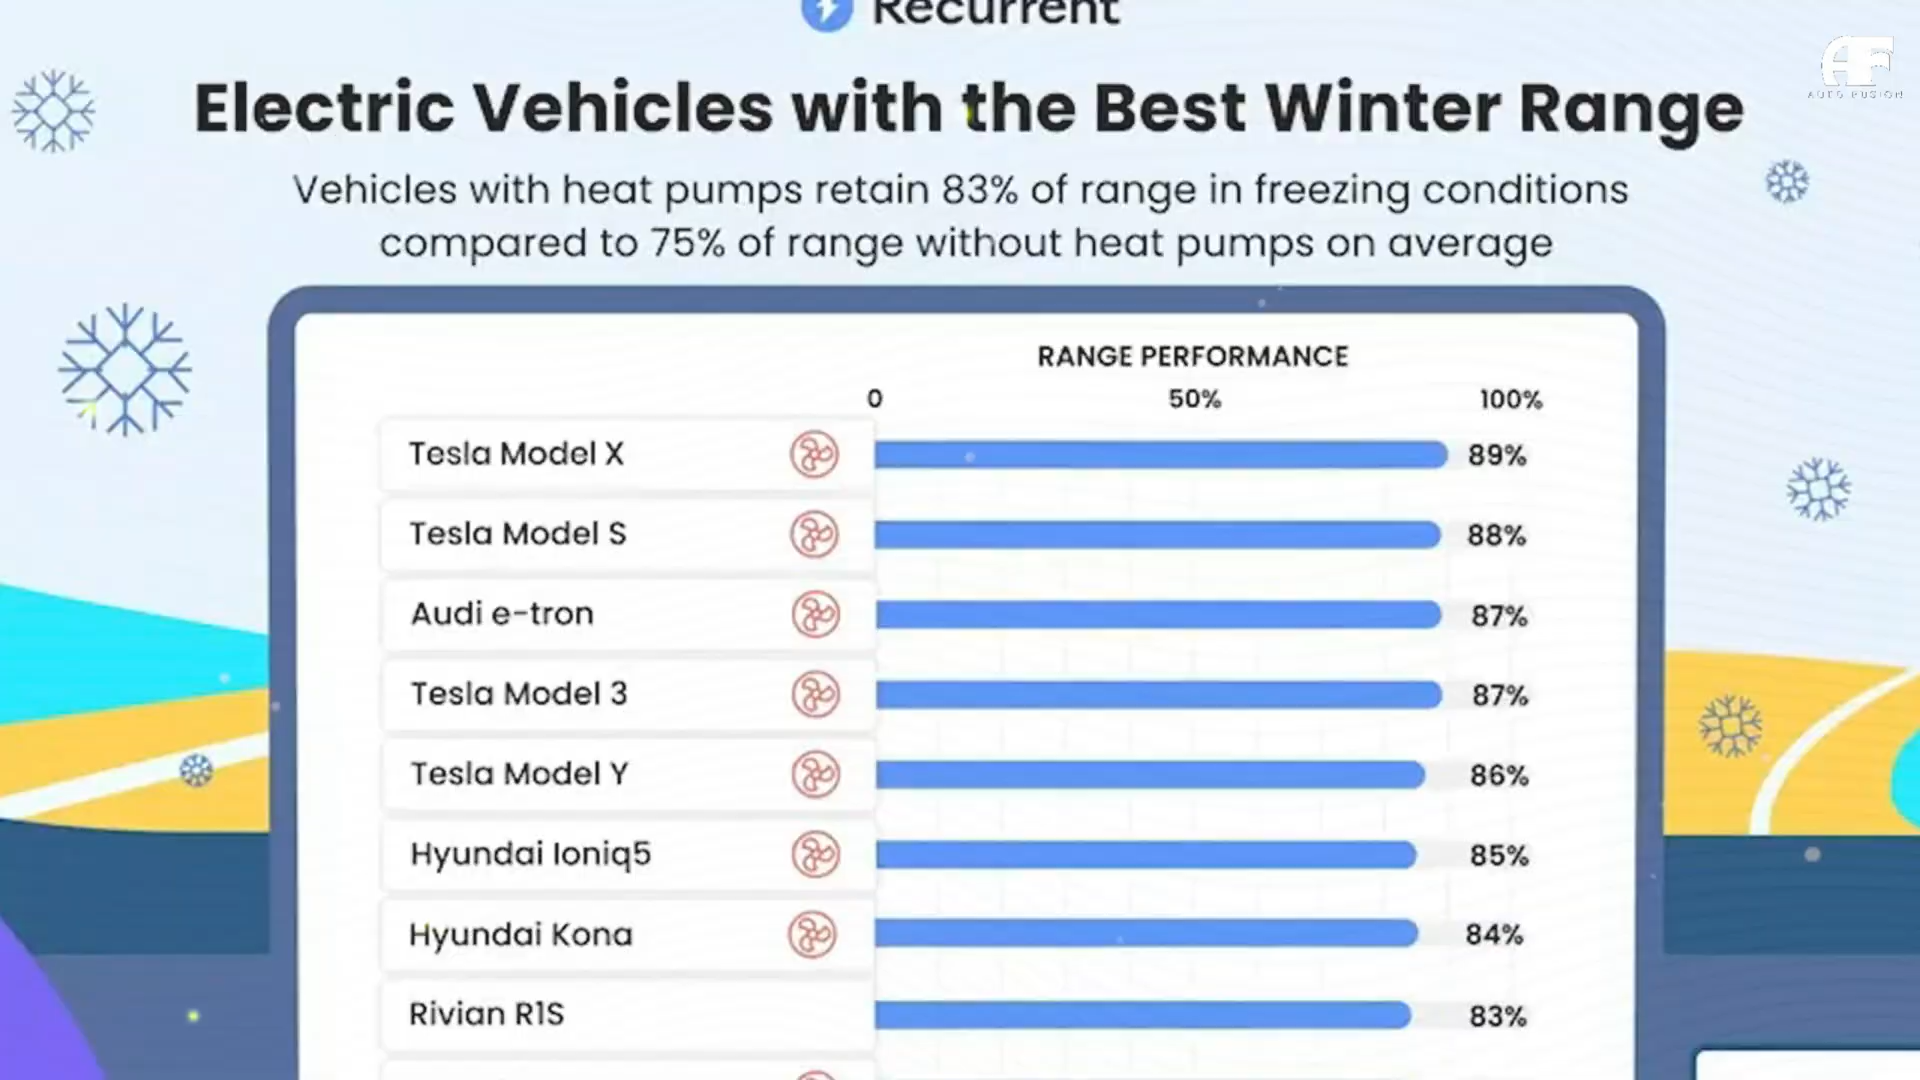 Recurrent
AUTO FUSION
Electric Vehicles with the Best Winter Range
Vehicles with heat pumps retain 83% of range in freezing conditions
compared to 75% of range without heat pumps on average
RANGE PERFORMANCE
0 50% 100%
Tesla Model X 89%
Tesla Model S 88%
Audi e-tron 87%
Tesla Model 3 87%
Tesla Model Y 86%
Hyundai Ioniq5 85%
Hyundai Kona 84%
Rivian R1S 83%